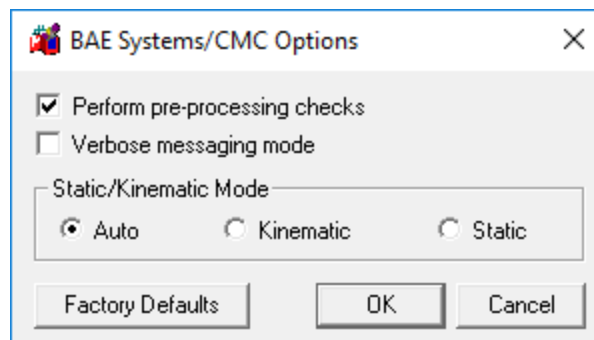 BAE Systems/CMC Options
Perform pre-processing checks
Verbose messaging mode
Static/Kinematic Mode
Auto Kinematic Static
Factory Defaults OK Cancel